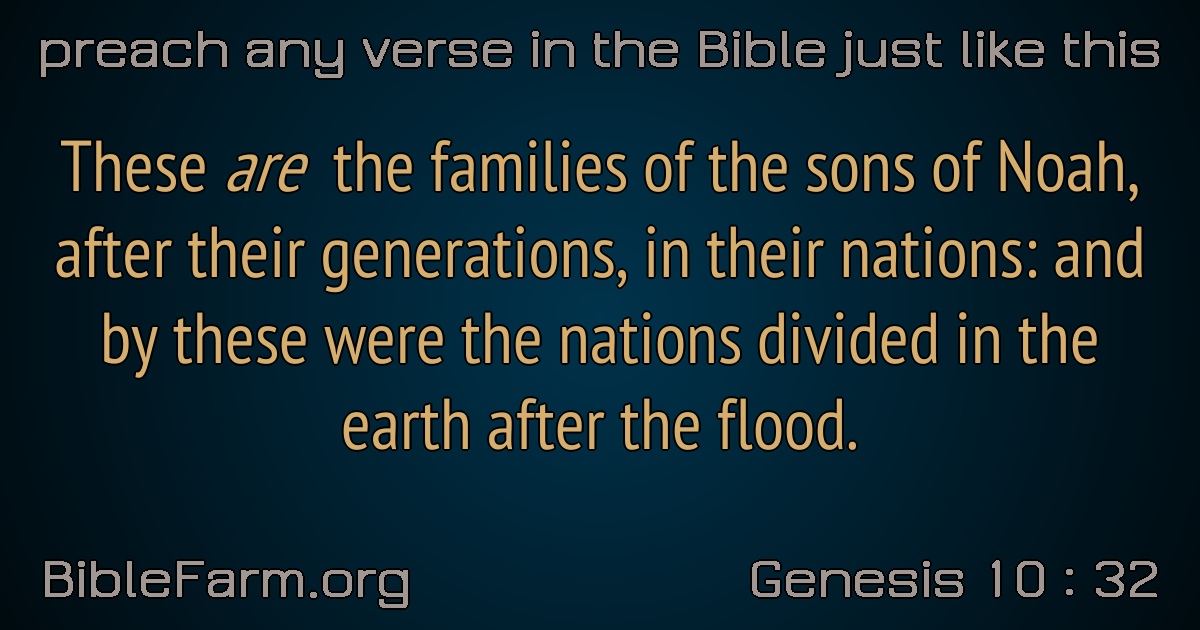 preach any verse in the Bible just like this
These are the families of the sons of Noah,
after their generations, in their nations: and
by these were the nations divided in the
earth after the flood.
BibleFarm.org
Genesis 10 : 32